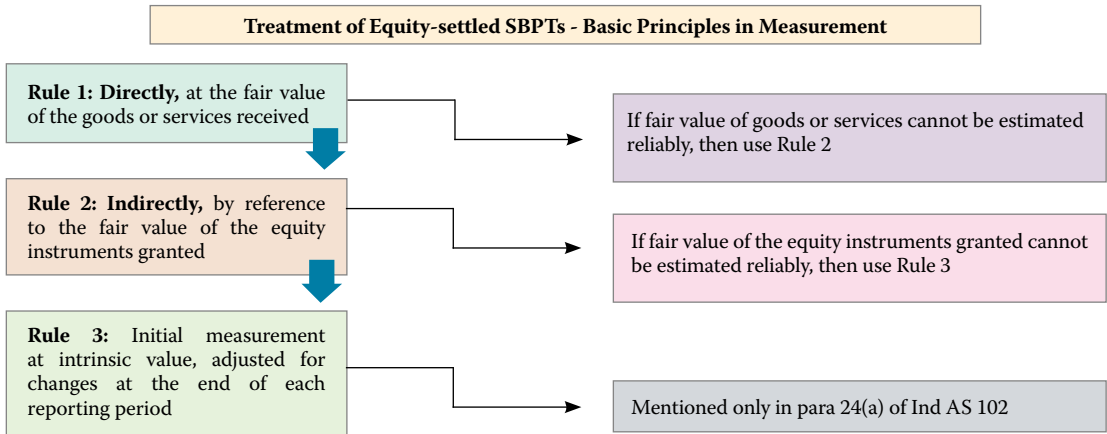 Treatment of Equity-settled SBPTs - Basic Principles in Measurement
Rule 1: Directly, at the fair value
of the goods or services received
If fair value of goods or services cannot be estimated
reliably, then use Rule 2
Rule 2: Indirectly, by reference
to the fair value of the equity
instruments granted
If fair value of the equity instruments granted cannot
be estimated reliably, then use Rule 3
Rule 3: Initial measurement
at intrinsic value, adjusted for
changes at the end of each
reporting period
Mentioned only in para 24(a) of Ind AS 102